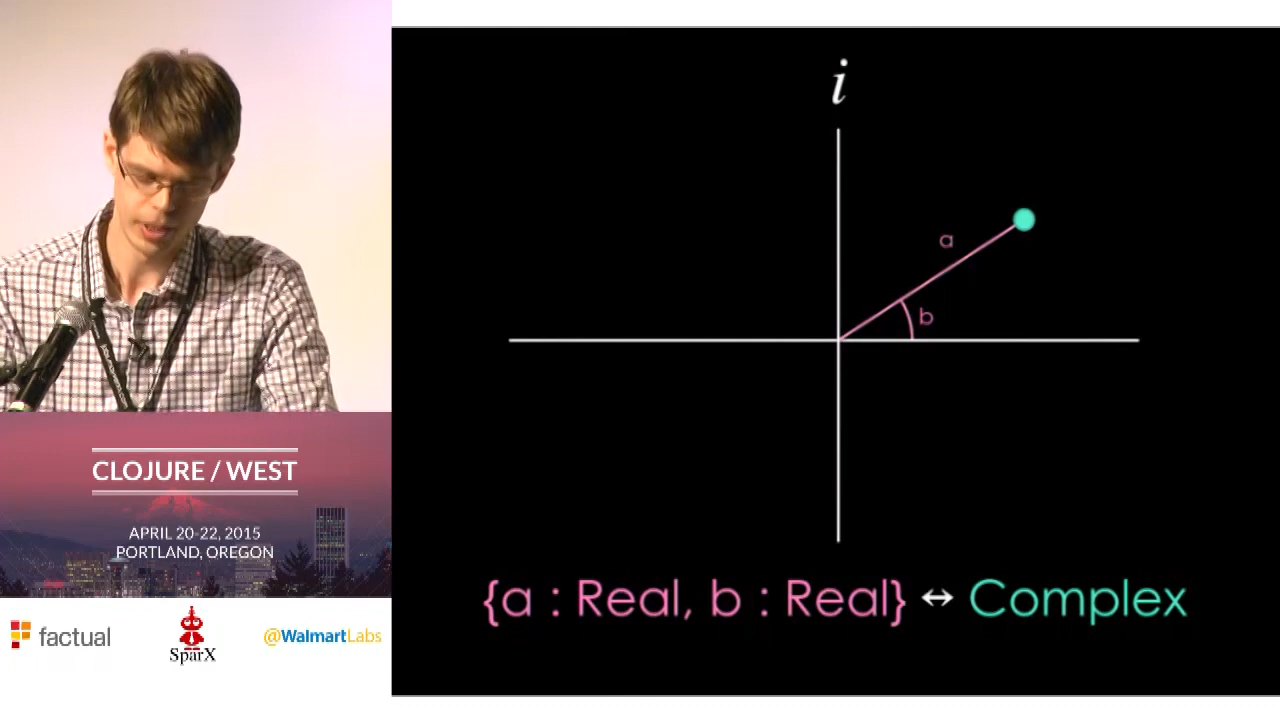 CLOJURE / WEST
APRIL 20-22, 2015
PORTLAND, OREGON
factual
SparX
@WalmartLabs
i
a
b
{a : Real, b : Real} ↔ Complex